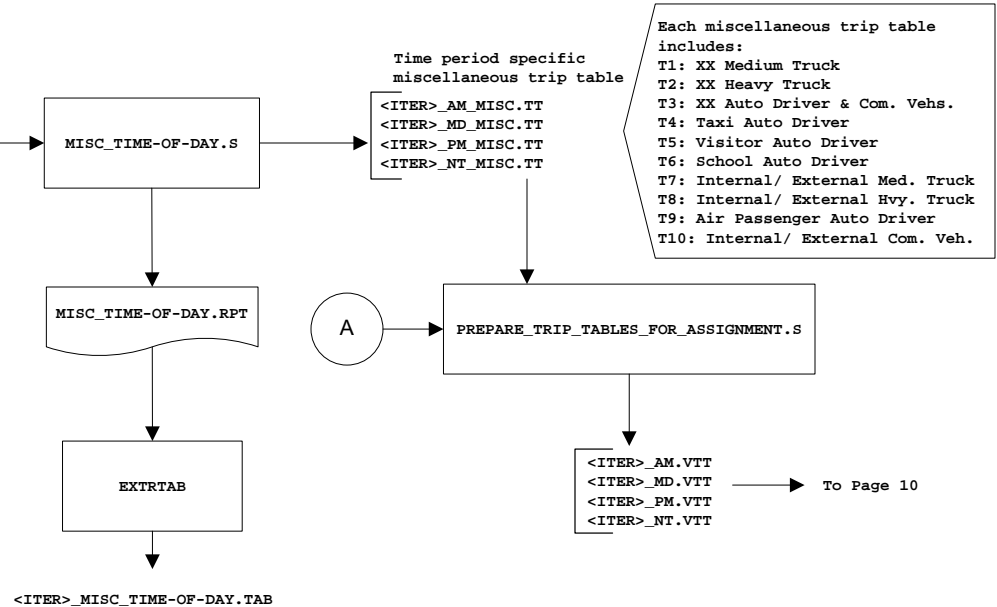 Time period specific
miscellaneous trip table
<ITER>_AM_MISC.TT
<ITER>_MD_MISC.TT
<ITER>_PM_MISC.TT
<ITER>_NT_MISC.TT
Each miscellaneous trip table
includes:
T1: XX Medium Truck
T2: XX Heavy Truck
T3: XX Auto Driver & Com. Vehs.
T4: Taxi Auto Driver
T5: Visitor Auto Driver
T6: School Auto Driver
T7: Internal/ External Med. Truck
T8: Internal/ External Hvy. Truck
T9: Air Passenger Auto Driver
T10: Internal/ External Com. Veh.
MISC_TIME-OF-DAY.S
MISC_TIME-OF-DAY.RPT
A
PREPARE_TRIP_TABLES_FOR_ASSIGNMENT.S
EXTRTAB
<ITER>_AM.VTT
<ITER>_MD.VTT
<ITER>_PM.VTT
<ITER>_NT.VTT
To Page 10
<ITER>_MISC_TIME-OF-DAY.TAB